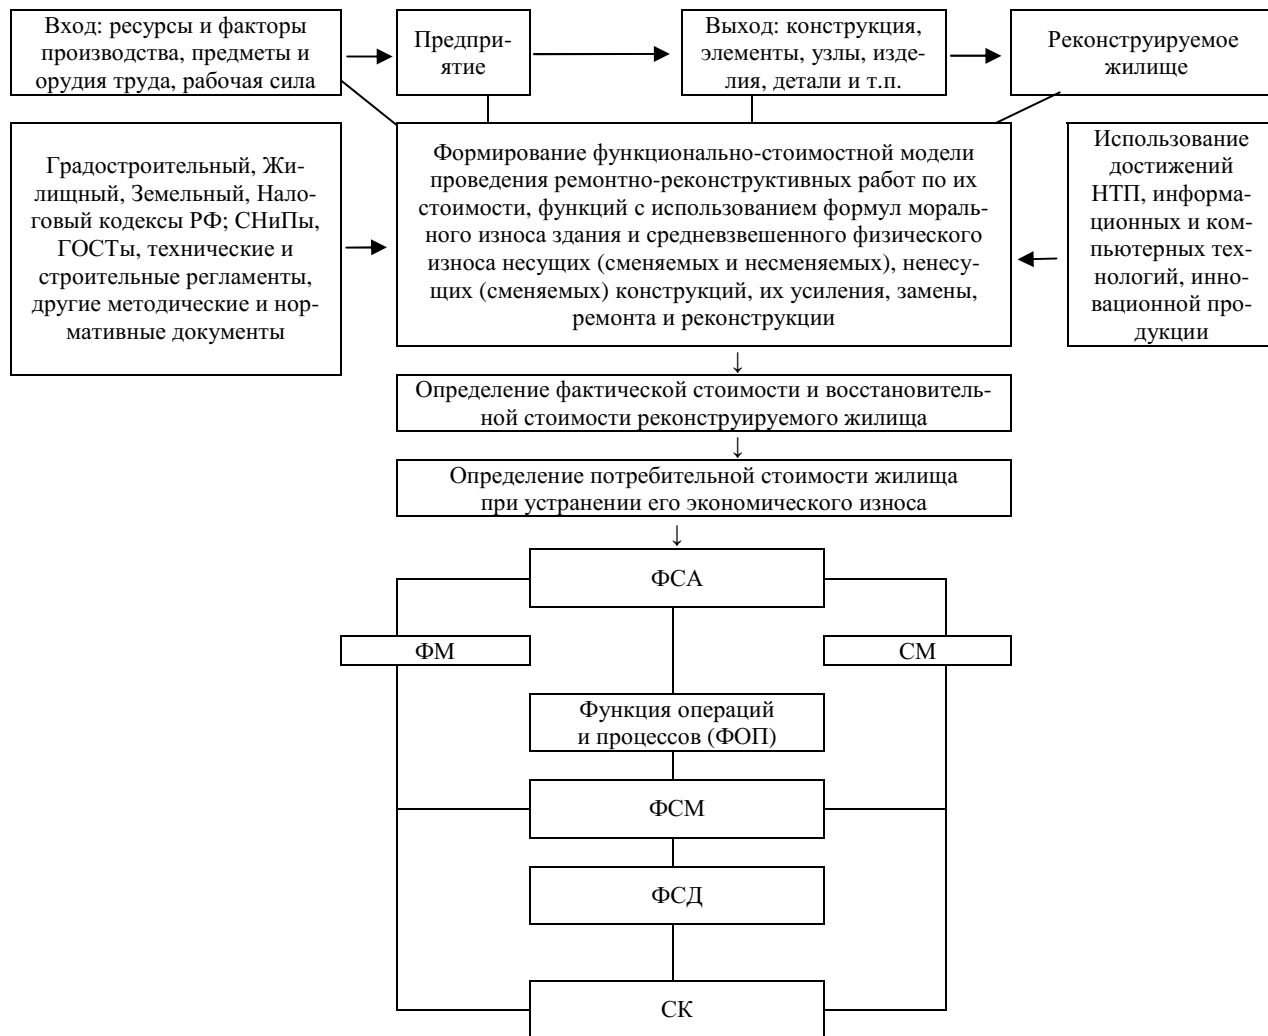 Вход: ресурсы и факторы
производства, предметы и
орудия труда, рабочая сила
Предпри-
ятие
Выход: конструкция,
элементы, узлы, изде-
лия, детали и т.п.
Реконструируемое
жилище
Градостроительный, Жи-
лищный, Земельный, Нало-
говый кодексы РФ; СНиПы,
ГОСТы, технические и
строительные регламенты,
другие методические и нор-
мативные документы
Формирование функционально-стоимостной модели
проведения ремонтно-реконструктивных работ по их
стоимости, функций с использованием формул мораль-
ного износа здания и средневзвешенного физического
износа несущих (сменяемых и несменяемых), ненесу-
щих (сменяемых) конструкций, их усиления, замены,
ремонта и реконструкции
Использование
достижений
НТП, информа-
ционных и ком-
пьютерных тех-
нологий, инно-
вационной про-
дукции
Определение фактической стоимости и восстановитель-
ной стоимости реконструируемого жилища
Определение потребительной стоимости жилища
при устранении его экономического износа
ФСА
ФМ
СМ
Функция операций
и процессов (ФОП)
ФСМ
ФСД
СК